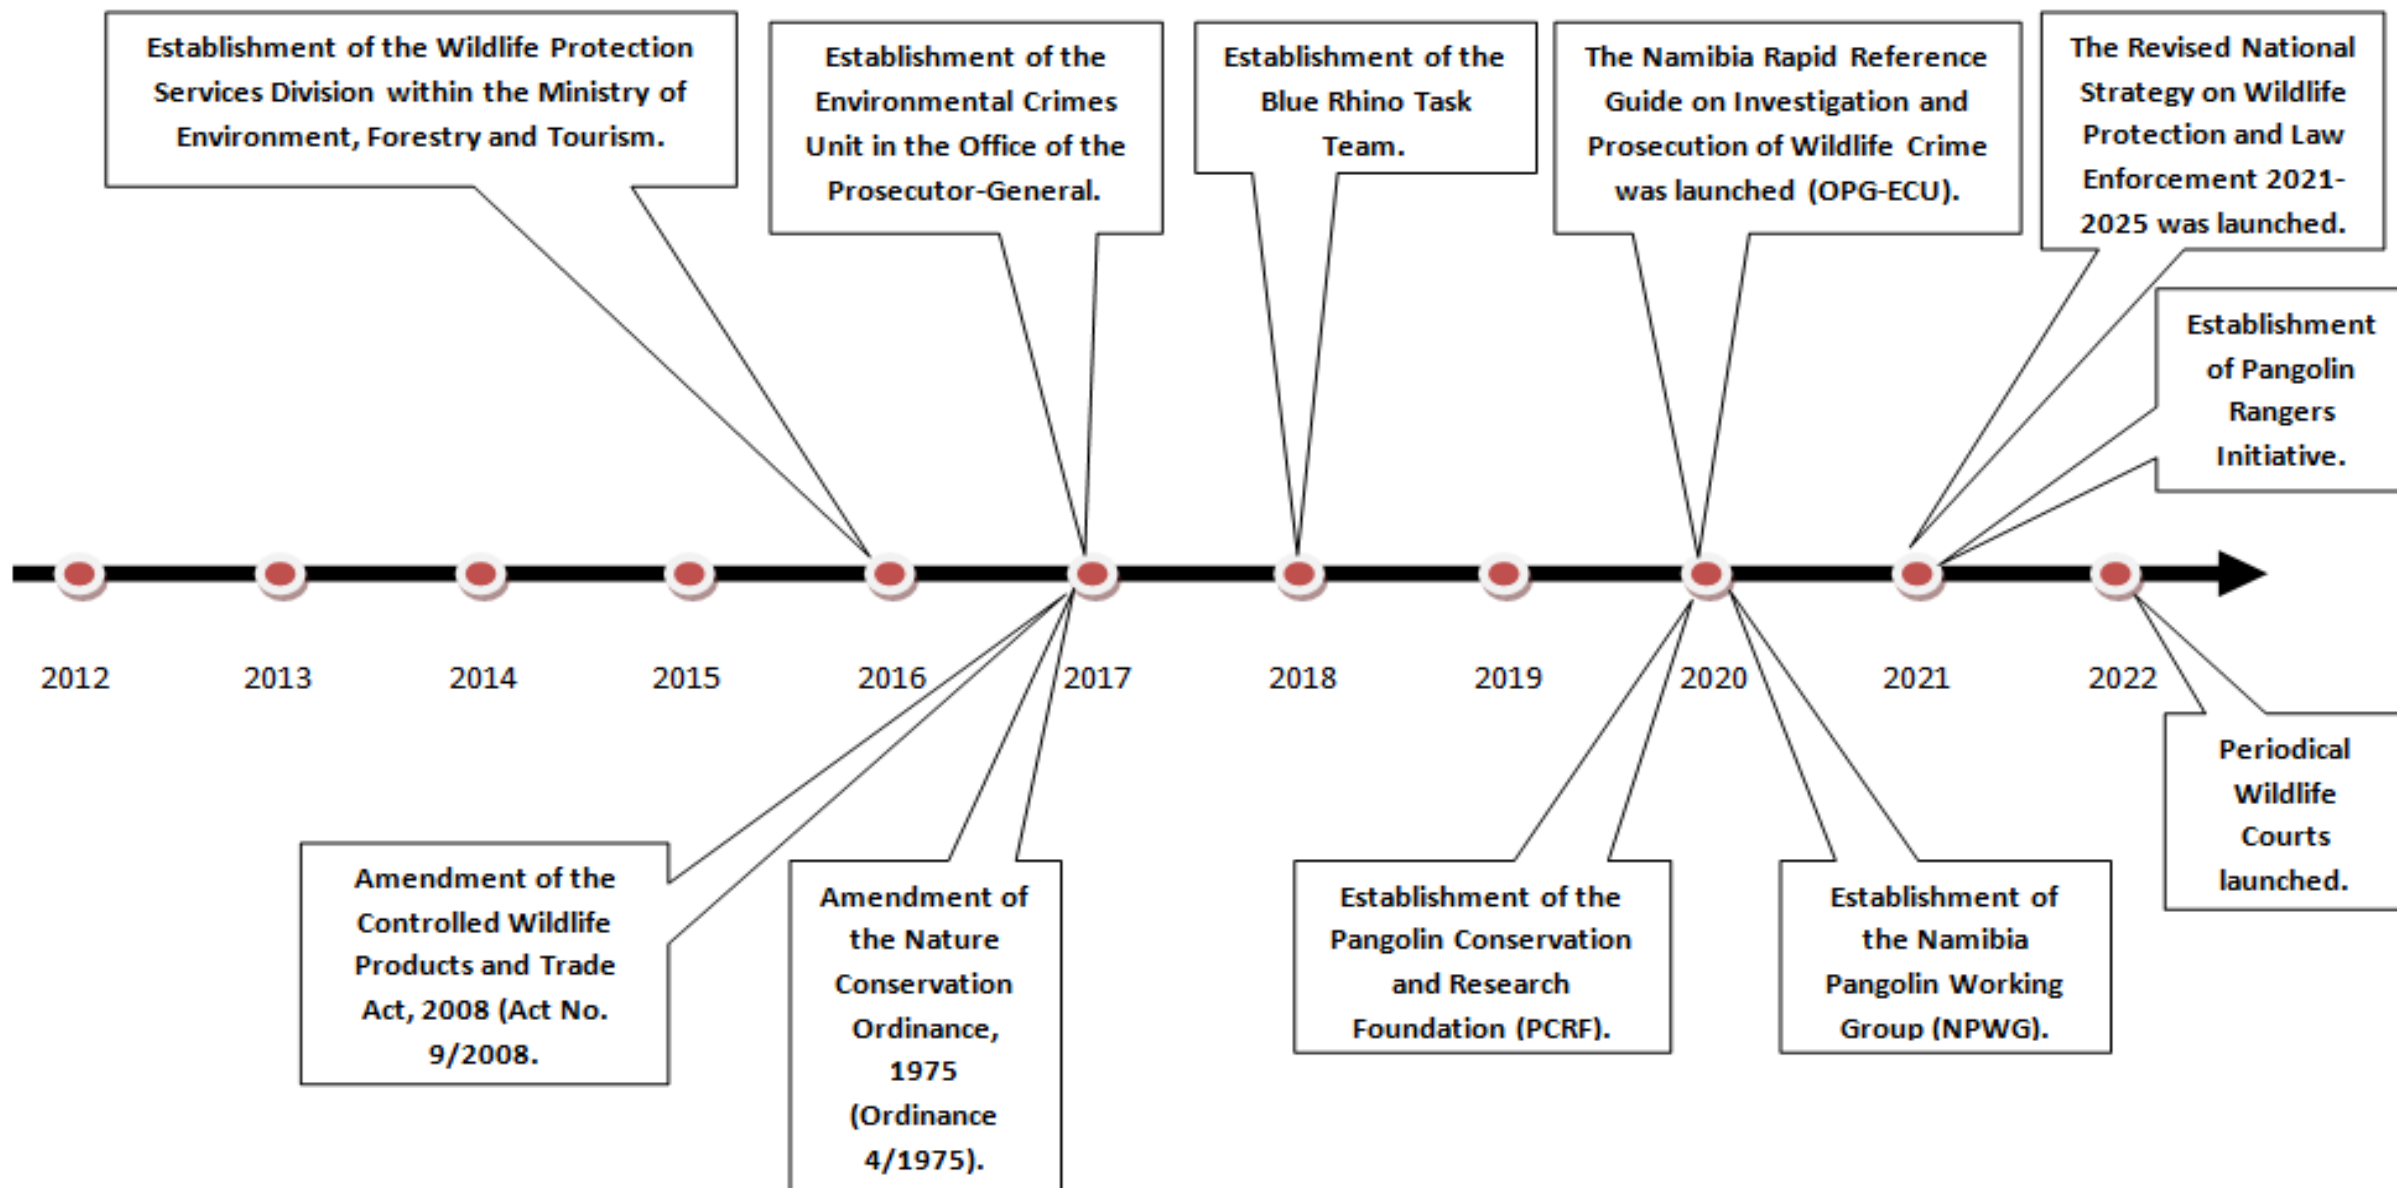 Establishment of the Wildlife Protection
Services Division within the Ministry of
Environment, Forestry and Tourism.
Establishment of the
Environmental Crimes
Unit in the Office of the
Prosecutor-General.
Establishment of the
Blue Rhino Task
Team.
The Namibia Rapid Reference
Guide on Investigation and
Prosecution of Wildlife Crime
was launched (OPG-ECU).
The Revised National
Strategy on Wildlife
Protection and Law
Enforcement 2021-
2025 was launched.
Establishment
of Pangolin
Rangers
Initiative.
2012
2013
2014
2015
2016
2017
2018
2019
2020
2021
2022
Amendment of the
Controlled Wildlife
Products and Trade
Act, 2008 (Act No.
9/2008.
Amendment of
the Nature
Conservation
Ordinance,
1975
(Ordinance
4/1975).
Establishment of the
Pangolin Conservation
and Research
Foundation (PCRF).
Establishment of
the Namibia
Pangolin Working
Group (NPWG).
Periodical
Wildlife
Courts
launched.